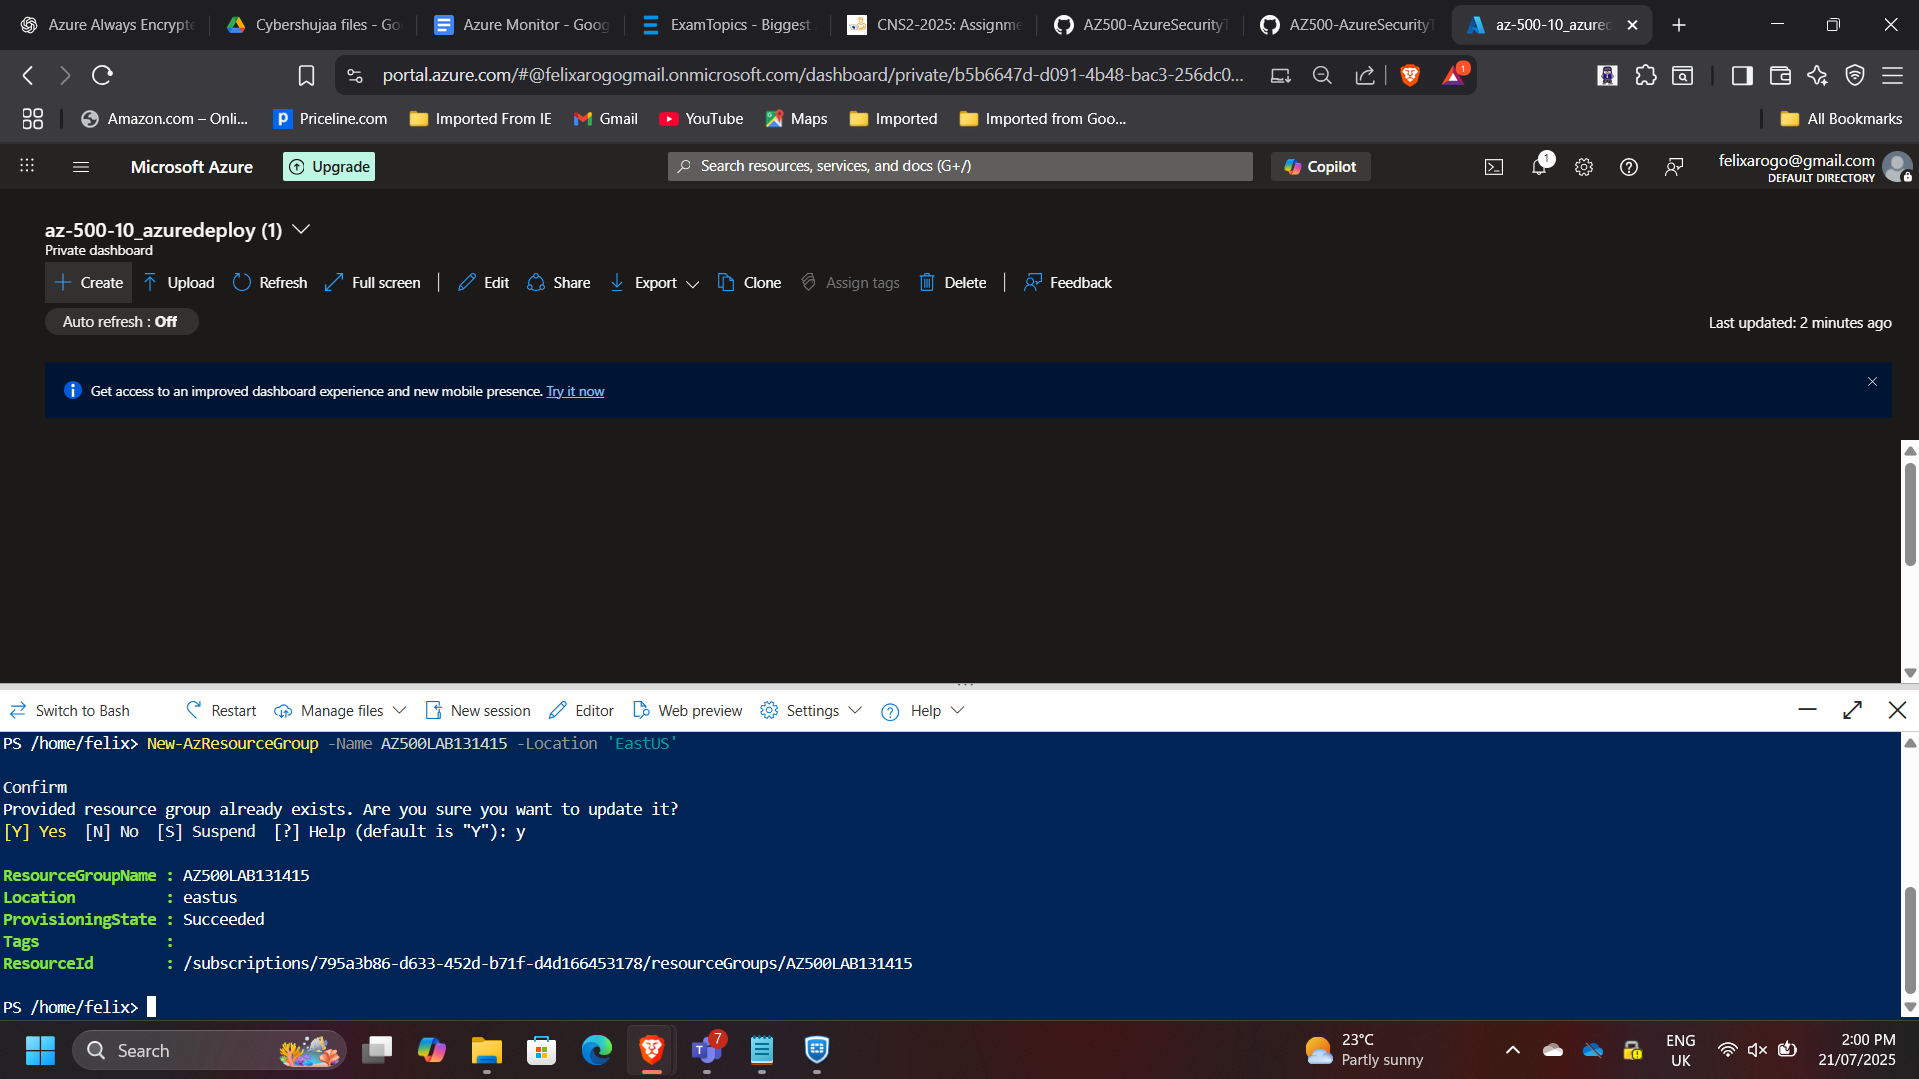 Azure Always Encrypte
Cybershujaa files - Go
Azure Monitor - Goog
ExamTopics - Biggest
CNS2-2025: Assignme
AZ500-AzureSecurityT
AZ500-AzureSecurityT
az-500-10_azured
portal.azure.com/#@felixarogogmail.onmicrosoft.com/dashboard/private/b5b6647d-d091-4b48-bac3-256dc0...
1
Amazon.com – Onli...
Priceline.com
Imported From IE
Gmail
YouTube
Maps
Imported
Imported from Goo...
All Bookmarks
Microsoft Azure
Upgrade
Search resources, services, and docs (G+/)
Copilot
1
felixarogo@gmail.com
DEFAULT DIRECTORY
az-500-10_azuredeploy (1)
Private dashboard
Create Upload Refresh Full screen Edit Share Export Clone Assign tags Delete Feedback
Auto refresh : Off
Last updated: 2 minutes ago
Get access to an improved dashboard experience and new mobile presence. Try it now
Switch to Bash Restart Manage files New session Editor Web preview Settings Help
PS /home/felix> New-AzResourceGroup -Name AZ500LAB131415 -Location 'EastUS'
Confirm
Provided resource group already exists. Are you sure you want to update it?
[Y] Yes [N] No [S] Suspend [?] Help (default is "Y"): y
ResourceGroupName : AZ500LAB131415
Location : eastus
ProvisioningState : Succeeded
Tags :
ResourceId : /subscriptions/795a3b86-d633-452d-b71f-d4d166453178/resourceGroups/AZ500LAB131415
PS /home/felix>
Search
7
23°C
Partly sunny
ENG
UK
2:00 PM
21/07/2025